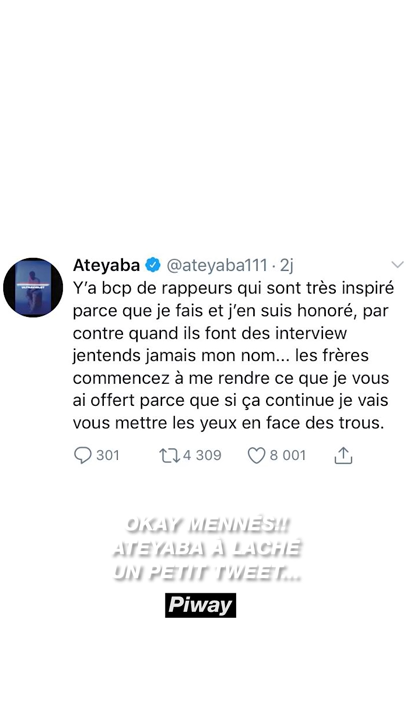 Ateyaba @ateyaba111 · 2j
Y'a bcp de rappeurs qui sont très inspiré
parce que je fais et j'en suis honoré, par
contre quand ils font des interview
jentends jamais mon nom... les frères
commencez à me rendre ce que je vous
ai offert parce que si ça continue je vais
vous mettre les yeux en face des trous.
301 4 309 8 001
OKAY MENNÉS!!
ATEYABA À LACHÉ
UN PETIT TWEET...
Piway